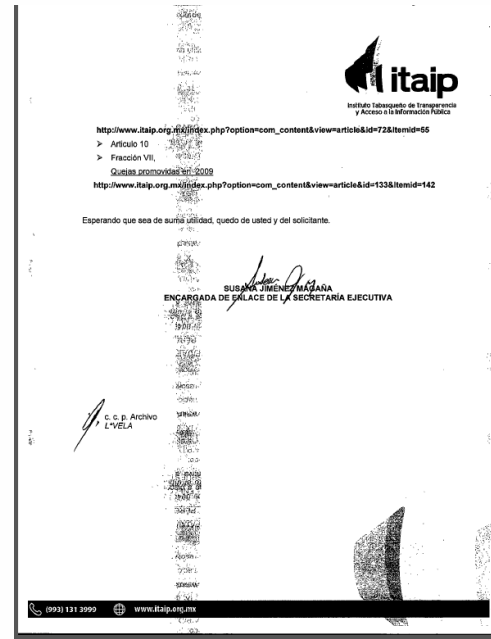 itaip
Instituto Tabasqueño de Transparencia
y Acceso a la Información Pública
http://www.itaip.org.mx/index.php?option=com_content&view=article&id=72&Itemid=55
➢ Articulo 10
➢ Fracción VII,
Quejas promovidas en 2009
http://www.itaip.org.mx/index.php?option=com_content&view=article&id=133&Itemid=142
Esperando que sea de suma utilidad, quedo de usted y del solicitante.
SUSANA JIMÉNEZ MAGAÑA
ENCARGADA DE ENLACE DE LA SECRETARÍA EJECUTIVA
c. c. p. Archivo
L*VELA
(993) 131 3999 www.itaip.org.mx